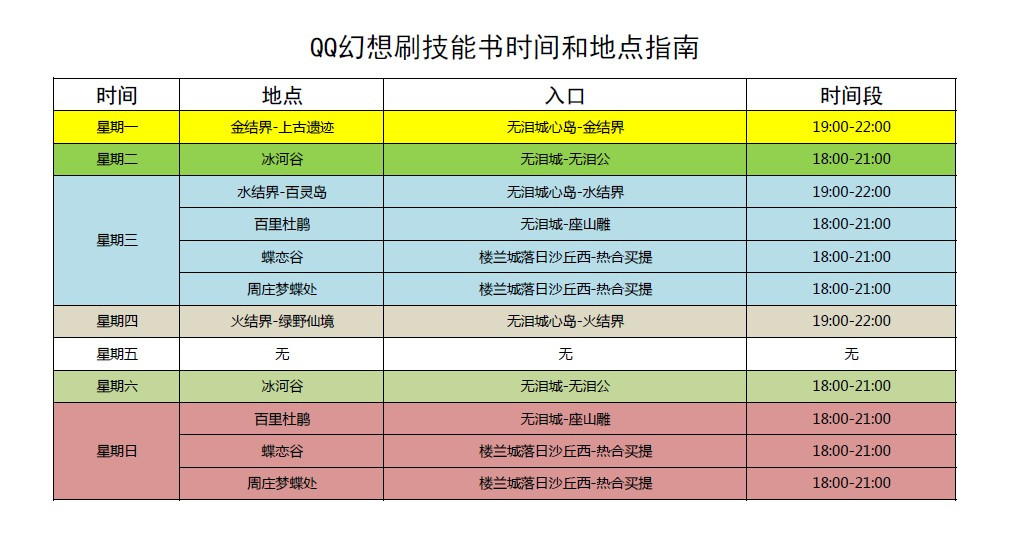 QQ幻想刷技能书时间和地点指南
时间 地点 入口 时间段
星期一 金结界-上古遗迹 无泪城心岛-金结界 19:00-22:00
星期二 冰河谷 无泪城-无泪公 18:00-21:00
星期三 水结界-百灵岛 无泪城心岛-水结界 19:00-22:00
百里杜鹃 无泪城-座山雕 18:00-21:00
蝶恋谷 楼兰城落日沙丘西-热合买提 18:00-21:00
周庄梦蝶处 楼兰城落日沙丘西-热合买提 18:00-21:00
星期四 火结界-绿野仙境 无泪城心岛-火结界 19:00-22:00
星期五 无 无 无
星期六 冰河谷 无泪城-无泪公 18:00-21:00
星期日 百里杜鹃 无泪城-座山雕 18:00-21:00
蝶恋谷 楼兰城落日沙丘西-热合买提 18:00-21:00
周庄梦蝶处 楼兰城落日沙丘西-热合买提 18:00-21:00